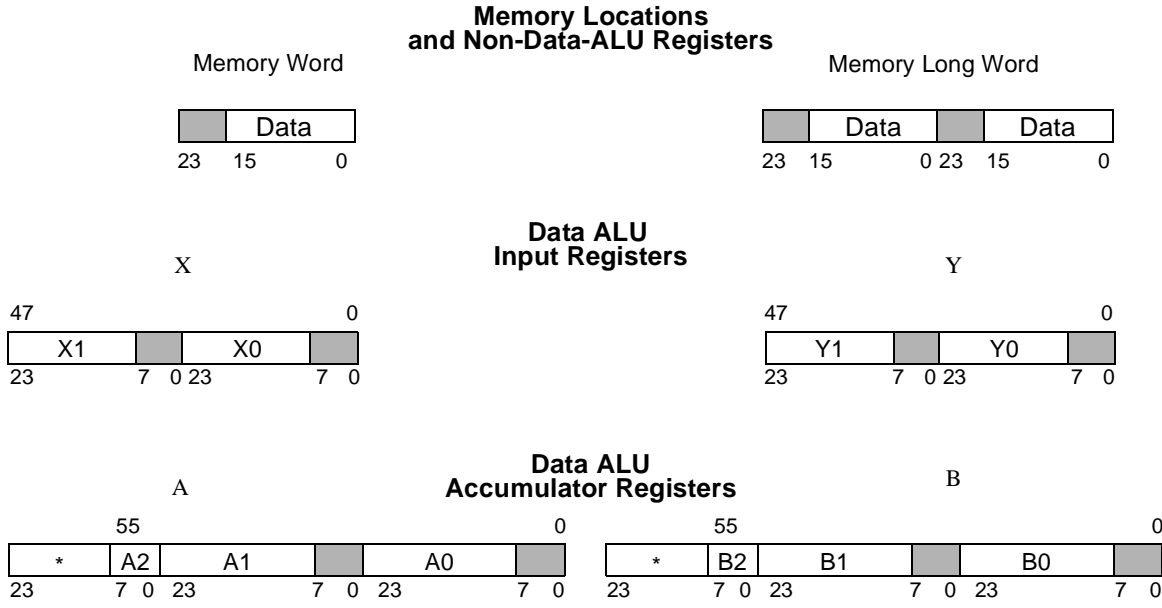 Memory Locations
and Non-Data-ALU Registers
Memory Word
Memory Long Word
Data
Data
Data
23 15 0
23 15 0 23 15 0
Data ALU
Input Registers
X
Y
47 0
47 0
X1 X0
Y1 Y0
23 7 0 23 7 0
23 7 0 23 7 0
Data ALU
Accumulator Registers
A
B
55 0
55 0
* A2 A1 A0
* B2 B1 B0
23 7 0 23 7 0 23 7 0
23 7 0 23 7 0 23 7 0